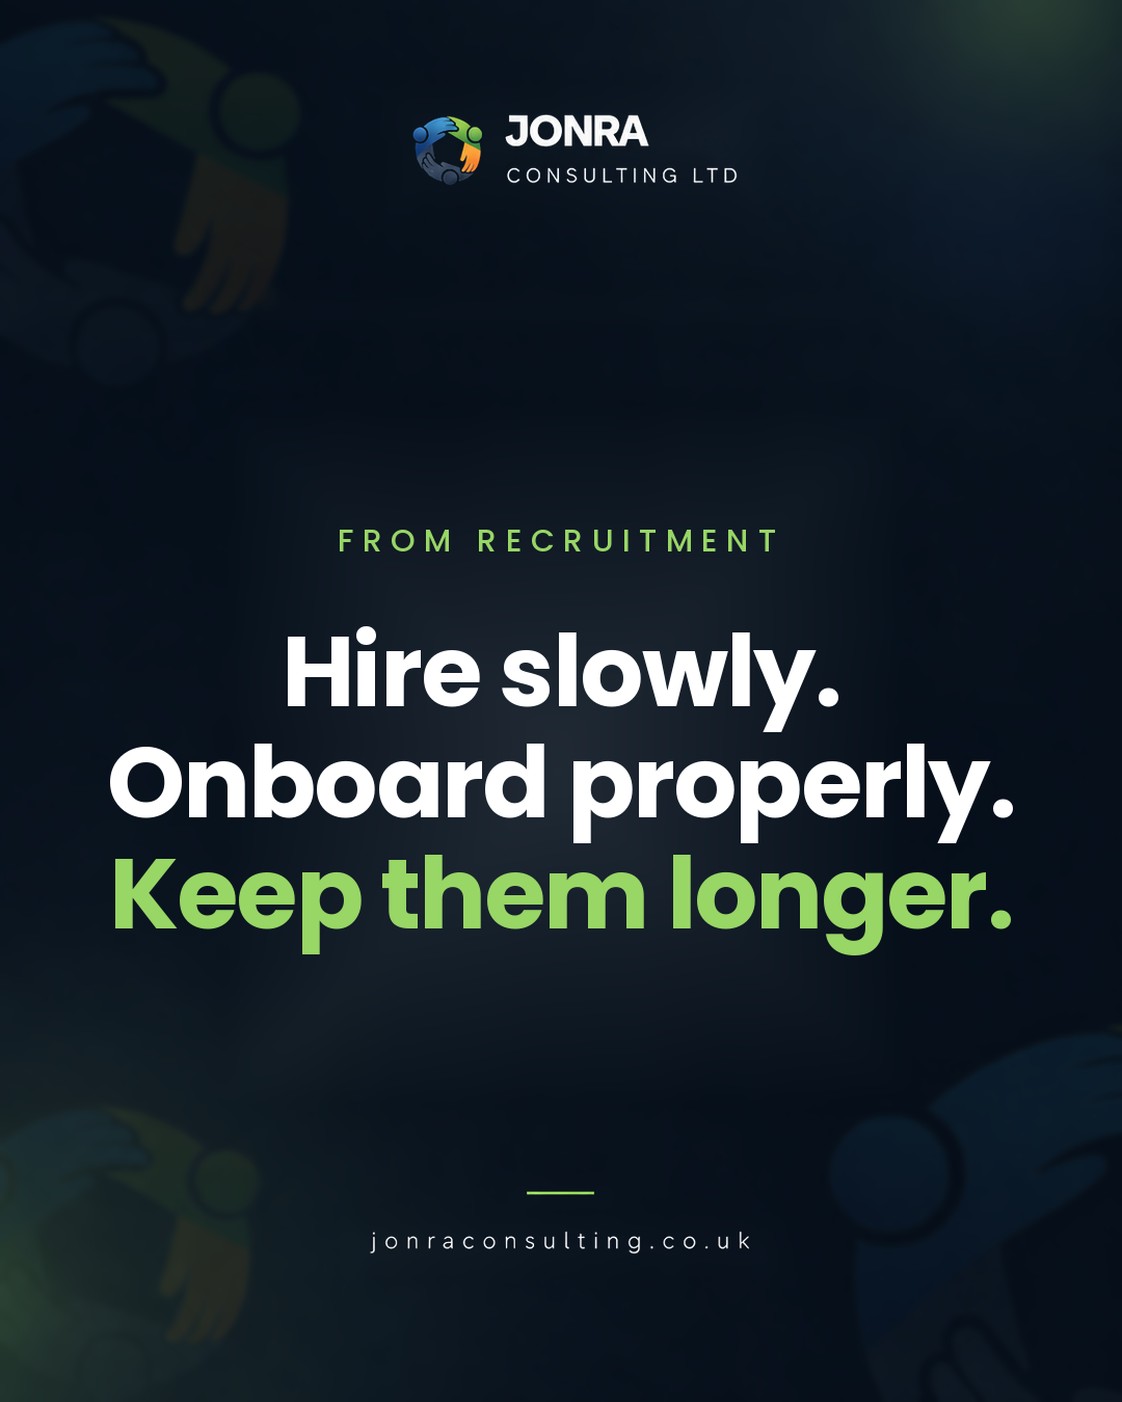 JONRA
CONSULTING LTD
FROM RECRUITMENT
Hire slowly.
Onboard properly.
Keep them longer.
jonraconsulting.co.uk